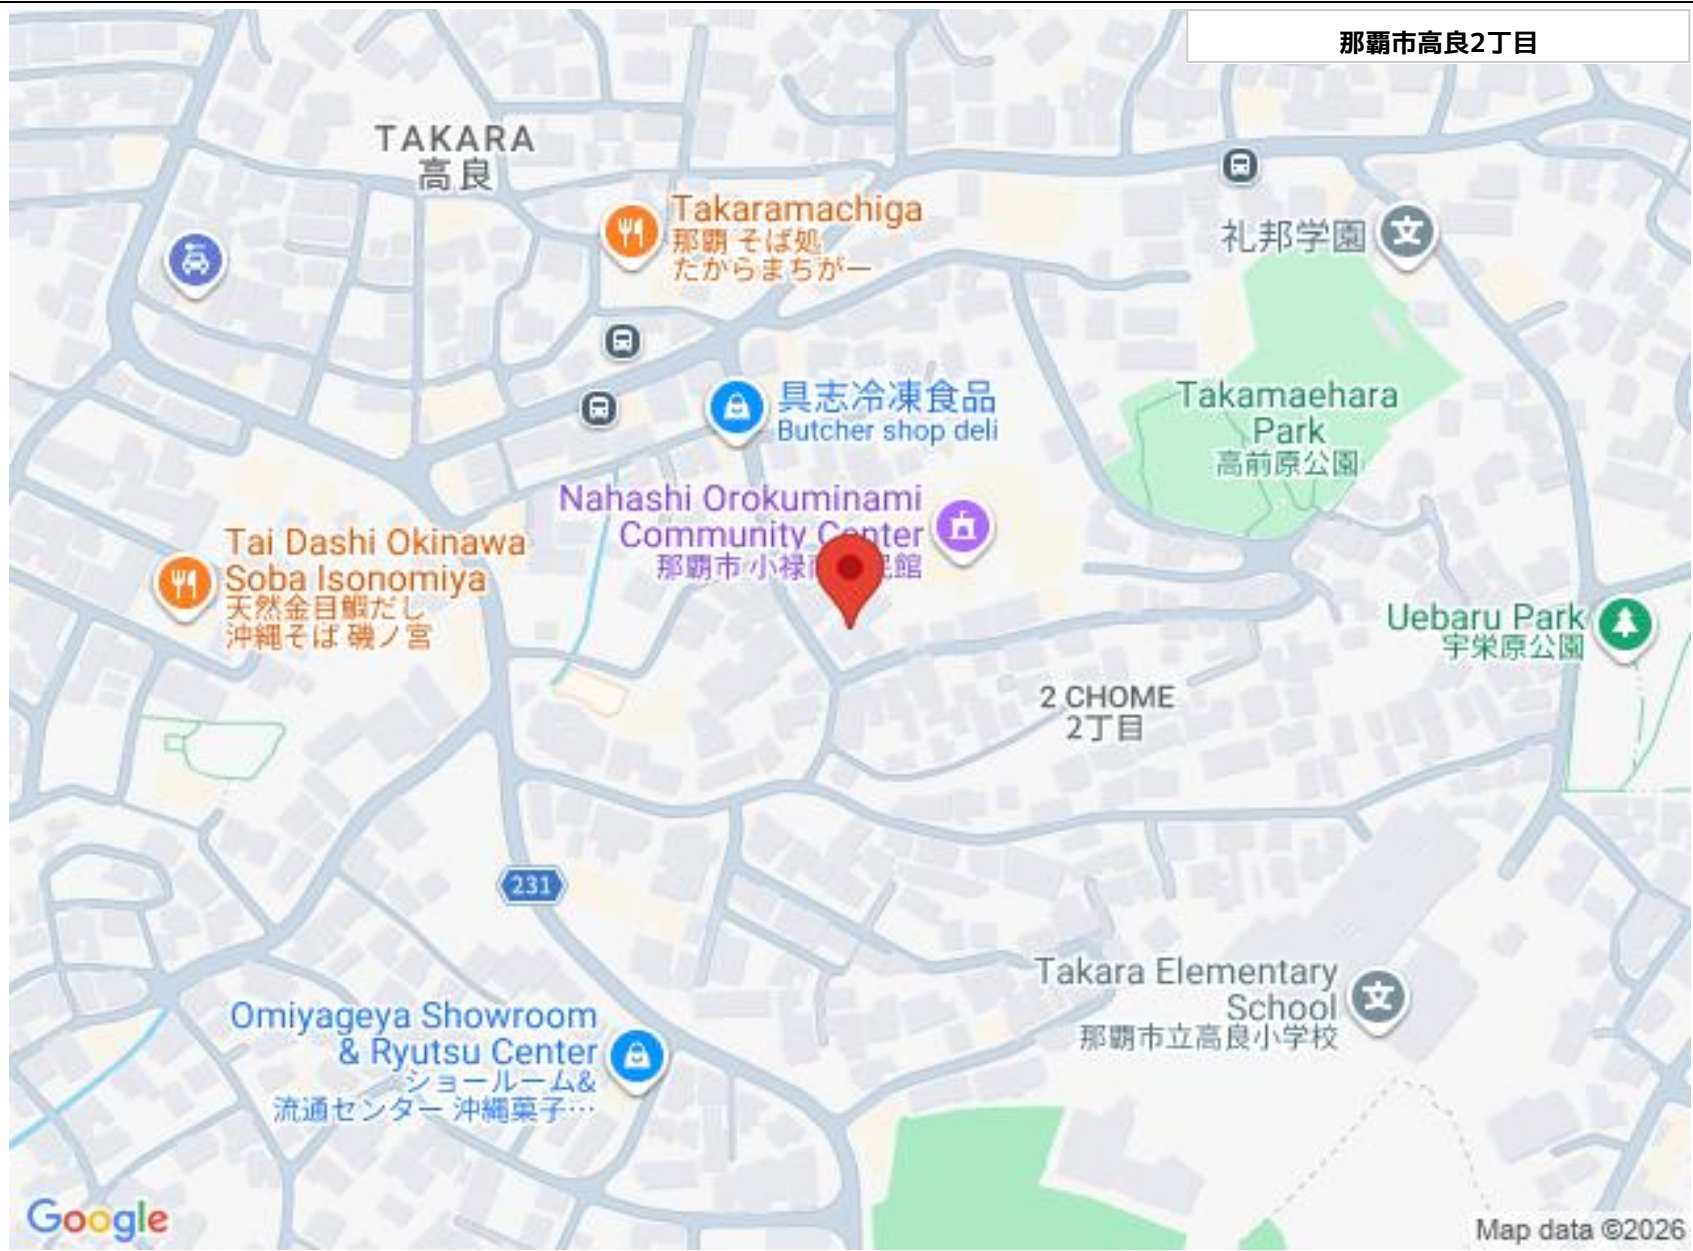 那覇市高良2丁目
TAKARA
高良
Takaramachiga
那覇 そば処
たからまちがー
礼邦学園
具志冷凍食品
Butcher shop deli
Takamaehara
Park
高前原公園
Nahashi Orokuminami
Community Center
那覇市 小禄
館
Tai Dashi Okinawa
Soba Isonomiya
天然金目鯛だし
沖縄そば 磯ノ宮
Uebaru Park
宇栄原公園
2 CHOME
2丁目
231
Takara Elementary
School
那覇市立高良小学校
Omiyageya Showroom
& Ryutsu Center
ショールーム&
流通センター 沖縄菓子…
Google
Map data ©2026